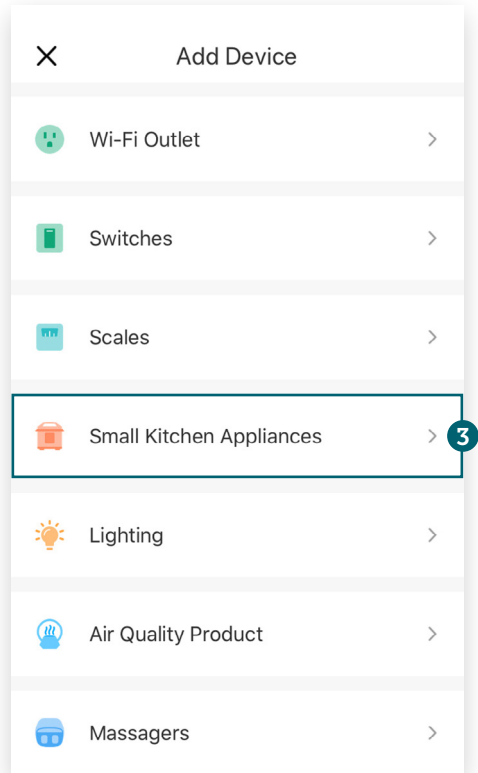 Add Device
Wi-Fi Outlet
Switches
Scales
Small Kitchen Appliances
3
Lighting
Air Quality Product
Massagers